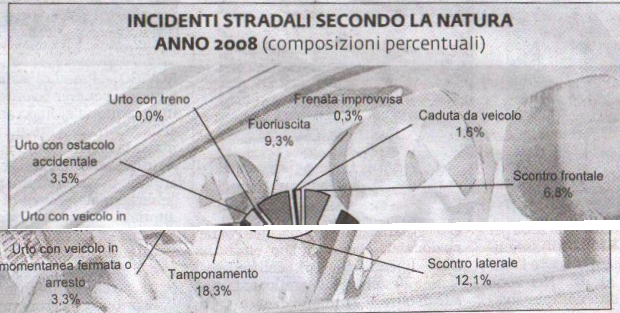 INCIDENTI STRADALI SECONDO LA NATURA
ANNO 2008 (composizioni percentuali)
Urto con treno
0,0%
Frenata improvvisa
0,3%
Caduta da veicolo
1,6%
Fuoriuscita
9,3%
Urto con ostacolo
accidentale
3,5%
Scontro frontale
6,8%
Urto con veicolo in
Urto con veicolo in
momentanea fermata o
arresto
3,3%
Tamponamento
18,3%
Scontro laterale
12,1%